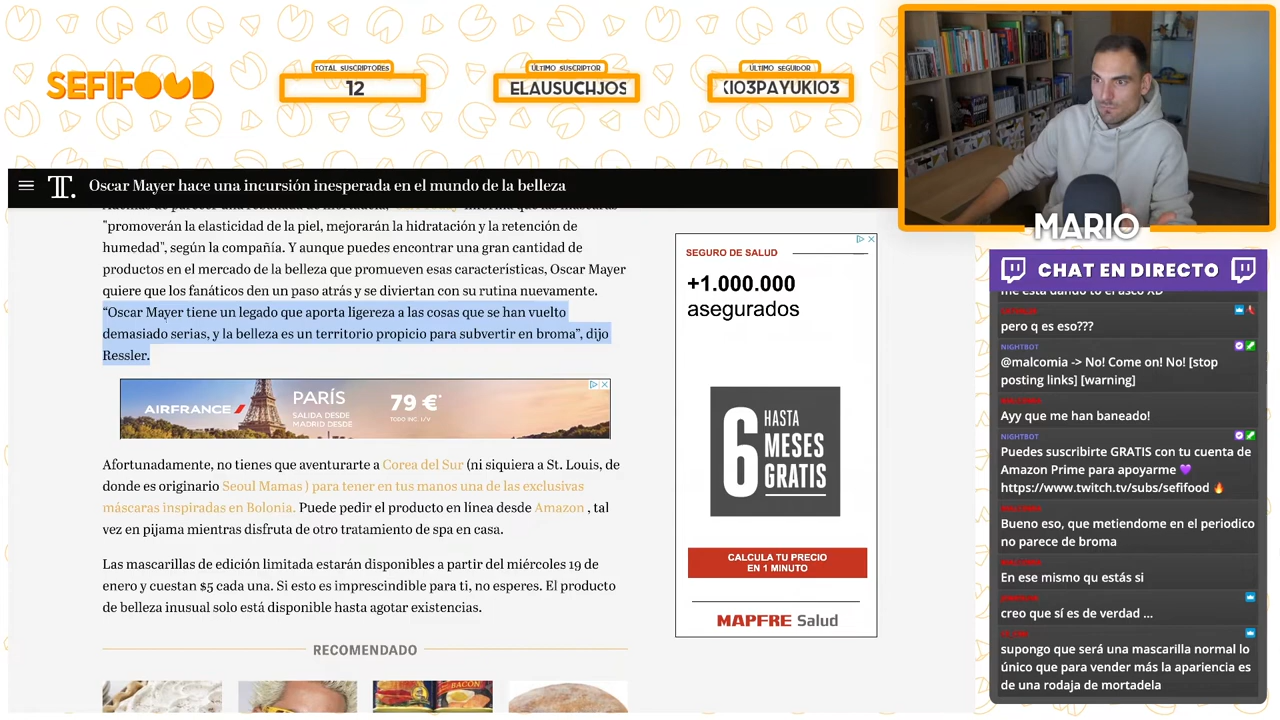 SEFIFOOD
TOTAL SUSCRIPTORES
12
ÚLTIMO SUSCRIPTOR
ELAUSUCHJOS
ÚLTIMO SEGUIDOR
KIO3PAYUKIO3
T.
Oscar Mayer hace una incursión inesperada en el mundo de la belleza
"promoverán la elasticidad de la piel, mejorarán la hidratación y la retención de
humedad", según la compañía. Y aunque puedes encontrar una gran cantidad de
productos en el mercado de la belleza que promueven esas características, Oscar Mayer
quiere que los fanáticos den un paso atrás y se diviertan con su rutina nuevamente.
“Oscar Mayer tiene un legado que aporta ligereza a las cosas que se han vuelto
demasiado serias, y la belleza es un territorio propicio para subvertir en broma”, dijo
Ressler.
AIRFRANCE
PARÍS
SALIDA DESDE
MADRID DESDE
79 €*
TODO INC. I/V
Afortunadamente, no tienes que aventurarte a Corea del Sur (ni siquiera a St. Louis, de
donde es originario Seoul Mamas ) para tener en tus manos una de las exclusivas
máscaras inspiradas en Bolonia. Puede pedir el producto en línea desde Amazon , tal
vez en pijama mientras disfruta de otro tratamiento de spa en casa.
Las mascarillas de edición limitada estarán disponibles a partir del miércoles 19 de
enero y cuestan $5 cada una. Si esto es imprescindible para ti, no esperes. El producto
de belleza inusual solo está disponible hasta agotar existencias.
RECOMENDADO
BACON
SEGURO DE SALUD
+1.000.000
asegurados
6 HASTA
MESES
GRATIS
CALCULA TU PRECIO
EN 1 MINUTO
MAPFRE Salud
MARIO
CHAT EN DIRECTO
me está dando to el asco XD
pero q es eso???
NIGHTBOT
@malcomia -> No! Come on! No! [stop
posting links] [warning]
Ayy que me han baneado!
NIGHTBOT
Puedes suscribirte GRATIS con tu cuenta de
Amazon Prime para apoyarme 💜
https://www.twitch.tv/subs/sefifood 🔥
Bueno eso, que metiendome en el periodico
no parece de broma
En ese mismo qu estás si
creo que sí es de verdad ...
supongo que será una mascarilla normal lo
único que para vender más la apariencia es
de una rodaja de mortadela